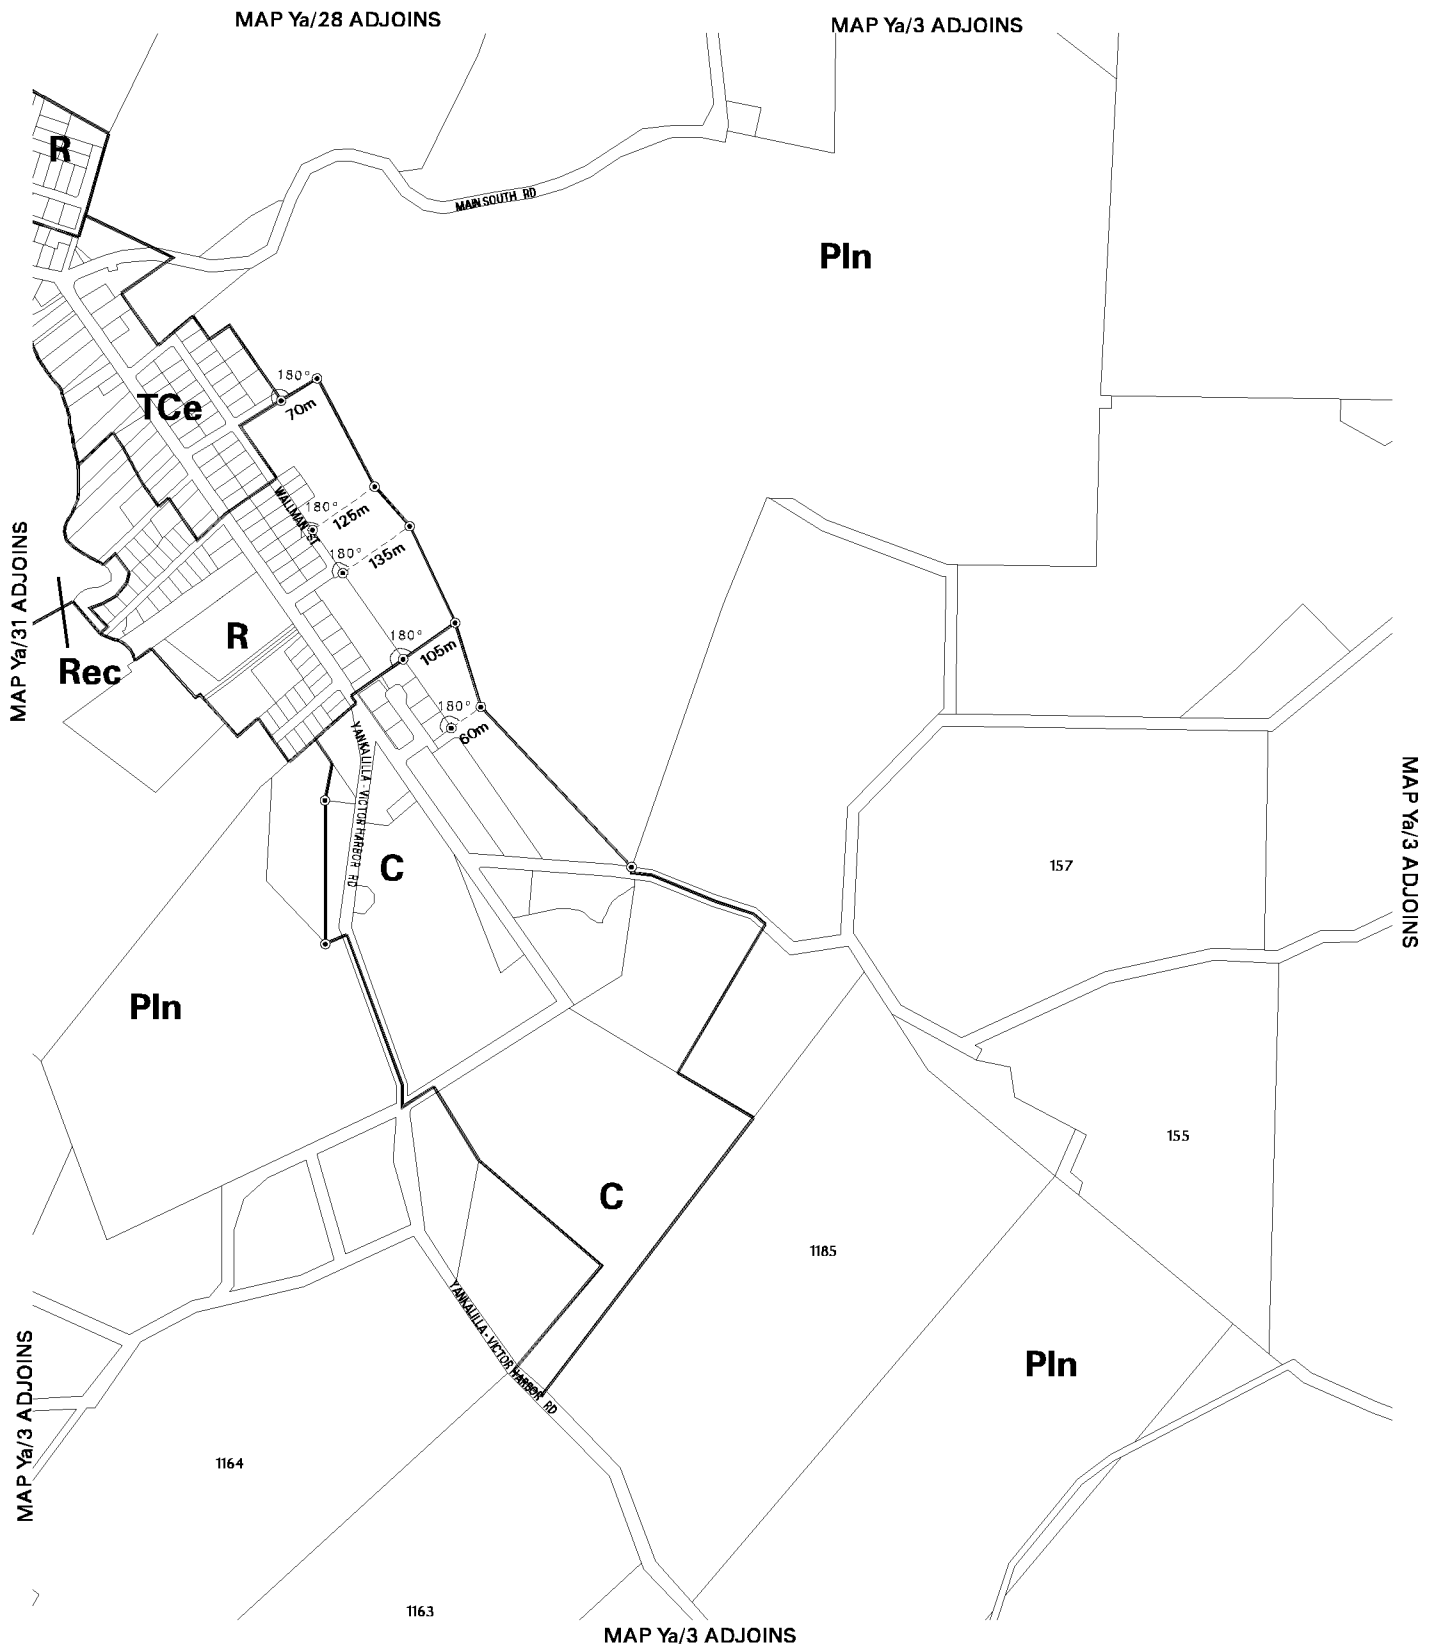 MAP Ya/28 ADJOINS
MAP Ya/3 ADJOINS
R
MAIN SOUTH RD
Pln
180°
70m
TCe
WALLMAN ST
180°
125m
180°
135m
MAP Ya/31 ADJOINS
R
180°
105m
Rec
180°
60m
YANKALILLA - VICTOR HARBOR RD
MAP Ya/3 ADJOINS
C
157
Pln
155
C
1185
YANKALILLA - VICTOR HARBOR RD
Pln
MAP Ya/3 ADJOINS
1164
1163
MAP Ya/3 ADJOINS